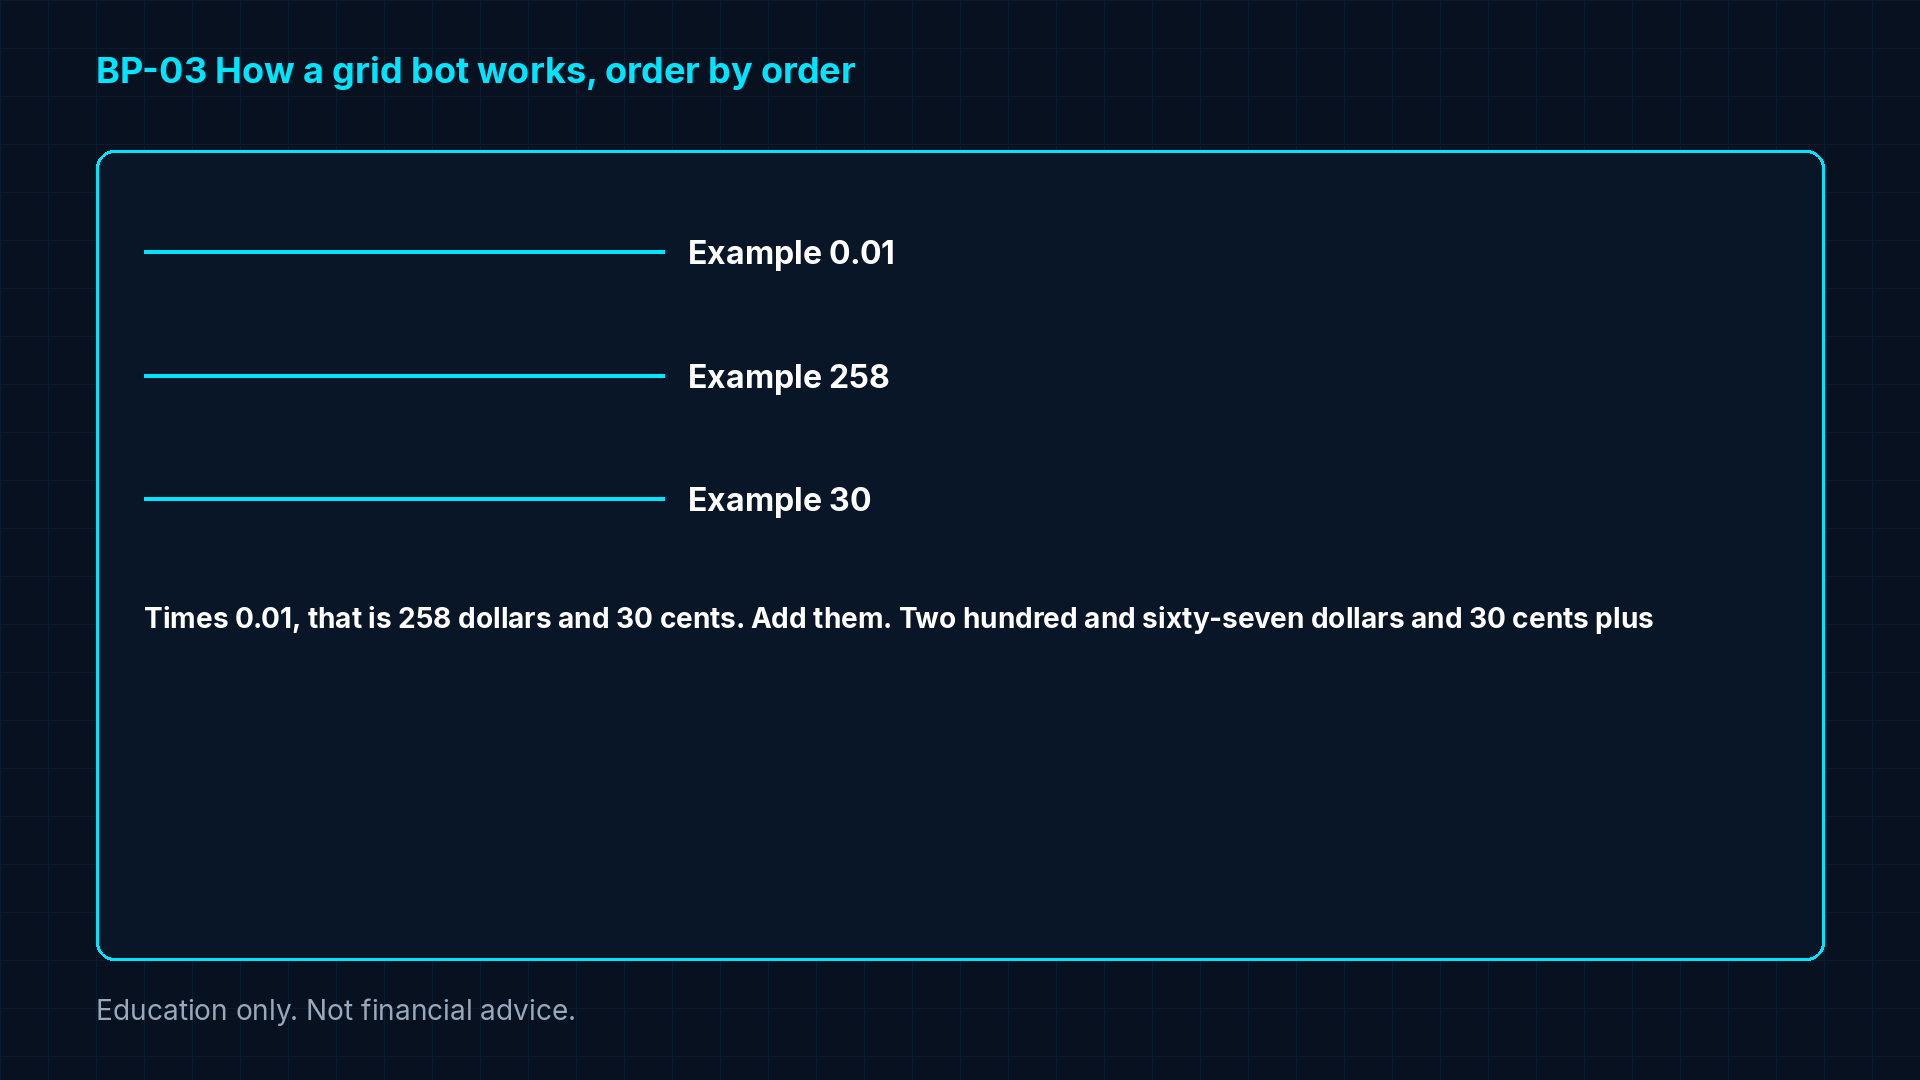 BP-03 How a grid bot works, order by order
Example 0.01
Example 258
Example 30
Times 0.01, that is 258 dollars and 30 cents. Add them. Two hundred and sixty-seven dollars and 30 cents plus
Education only. Not financial advice.